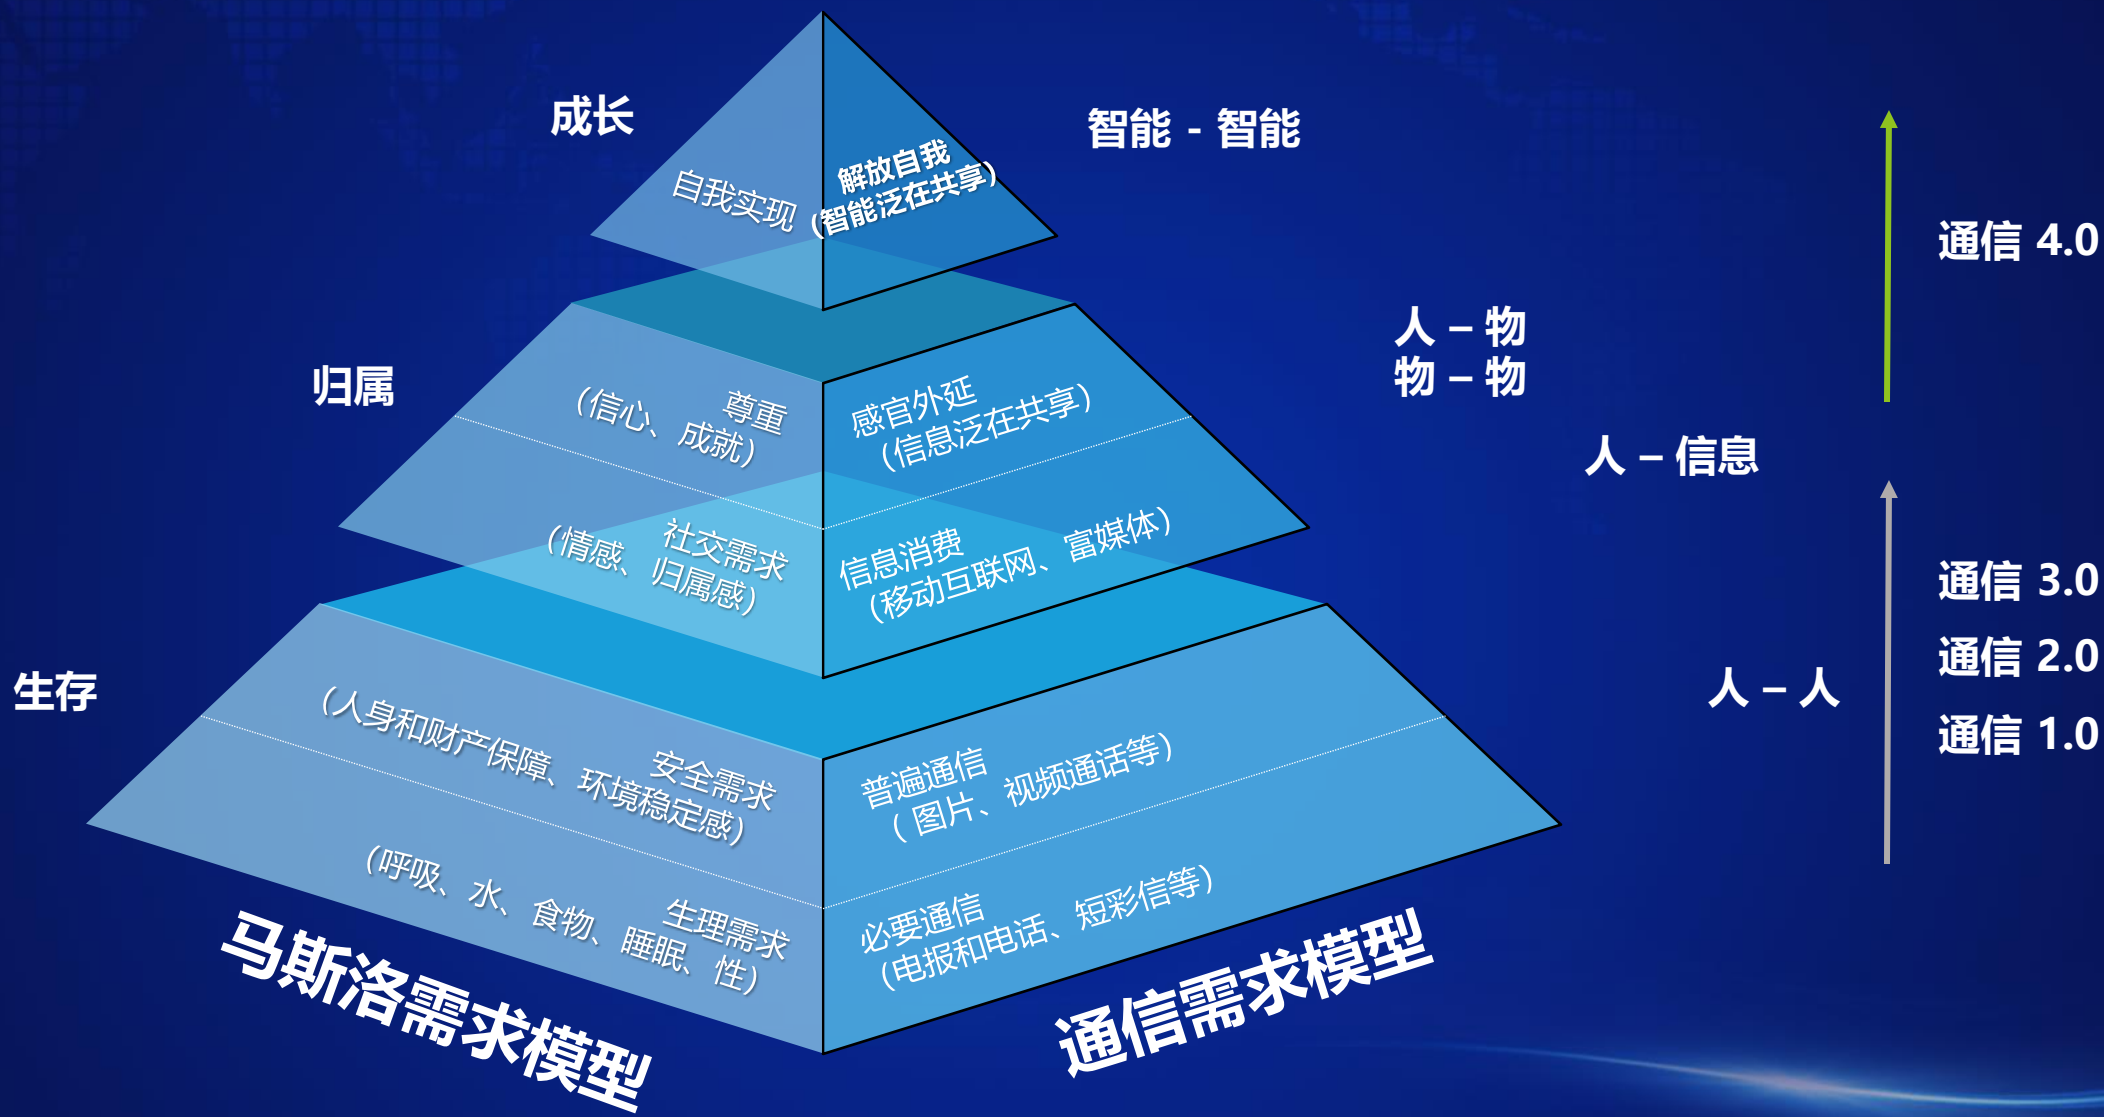 成长
智能 - 智能
自我实现
解放自我
（智能泛在共享）
通信 4.0
人 – 物
物 – 物
归属
尊重
（信心、成就）
感官外延
（信息泛在共享）
人 – 信息
社交需求
（情感、归属感）
信息消费
（移动互联网、富媒体）
通信 3.0
通信 2.0
通信 1.0
生存
人 – 人
安全需求
（人身和财产保障、环境稳定感）
普遍通信
（ 图片、视频通话等）
生理需求
（呼吸、水、食物、睡眠、性）
必要通信
（电报和电话、短彩信等）
马斯洛需求模型
通信需求模型